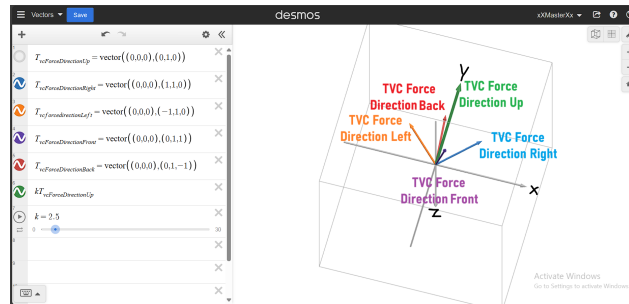 Vectors
Save
desmos
xXMasterXx
T_vcForceDirectionUp = vector((0,0,0),(0,1,0))
T_vcForceDirectionRight = vector((0,0,0),(1,1,0))
T_vcforcedirectionLeft = vector((0,0,0),(-1,1,0))
T_vcForceDirectionFront = vector((0,0,0),(0,1,1))
T_vcForceDirectionBack = vector((0,0,0),(0,1,-1))
kT_vcForceDirectionUp
k = 2.5
0
30
y
TVC Force
Direction Up
TVC Force
Direction Back
TVC Force
Direction Left
TVC Force
Direction Right
x
TVC Force
Direction Front
z
Activate Windows
Go to Settings to activate Windows.